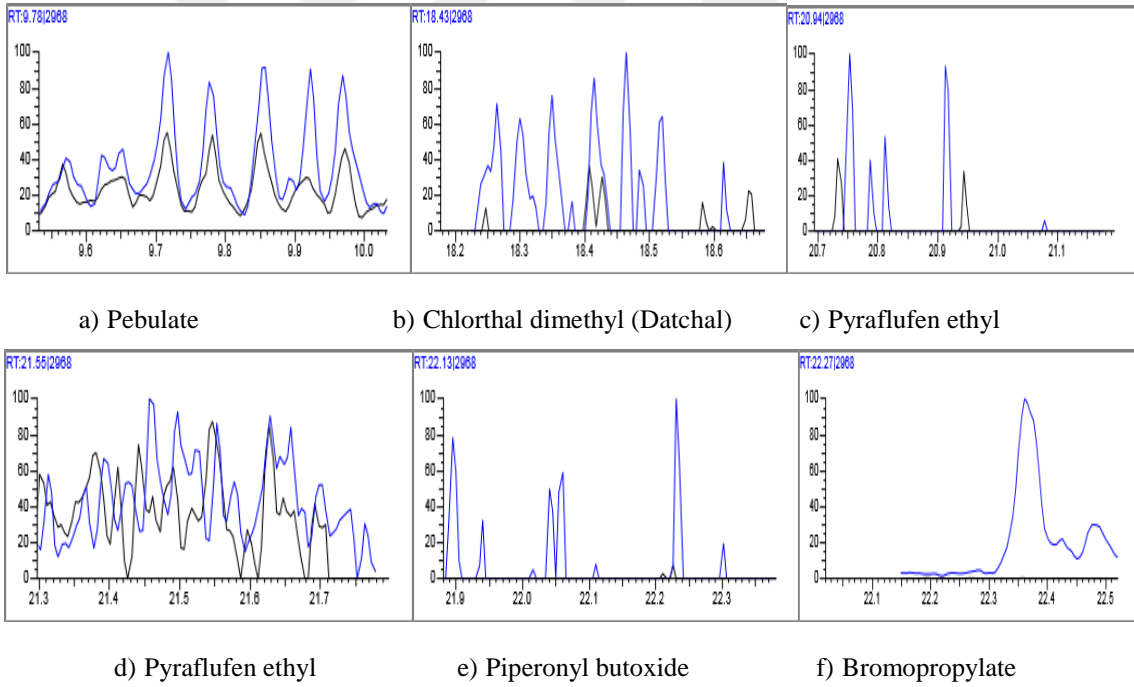 RT:9.78|2968 RT:18.43|2968 RT:20.94|2968
100 100 100
80 80 80
60 60 60
40 40 40
20 20 20
0 0 0
9.6 9.7 9.8 9.9 10.0 18.2 18.3 18.4 18.5 18.6 20.7 20.8 20.9 21.0 21.1
a) Pebulate b) Chlorthal dimethyl (Datchal) c) Pyraflufen ethyl
RT:21.55|2968 RT:22.13|2968 RT:22.27|2968
100 100 100
80 80 80
60 60 60
40 40 40
20 20 20
0 0 0
21.3 21.4 21.5 21.6 21.7 21.9 22.0 22.1 22.2 22.3 22.1 22.2 22.3 22.4 22.5
d) Pyraflufen ethyl e) Piperonyl butoxide f) Bromopropylate